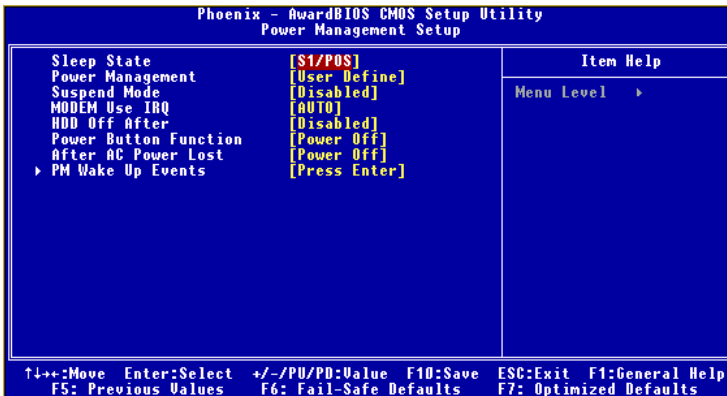 Phoenix - AwardBIOS CMOS Setup Utility
Power Management Setup
Sleep State [S1/POS]
Power Management [User Define]
Suspend Mode [Disabled]
MODEM Use IRQ [AUTO]
HDD Off After [Disabled]
Power Button Function [Power Off]
After AC Power Lost [Power Off]
▸ PM Wake Up Events [Press Enter]
Item Help
Menu Level ▸
↑↓→←:Move Enter:Select +/-/PU/PD:Value F10:Save ESC:Exit F1:General Help
F5: Previous Values F6: Fail-Safe Defaults F7: Optimized Defaults